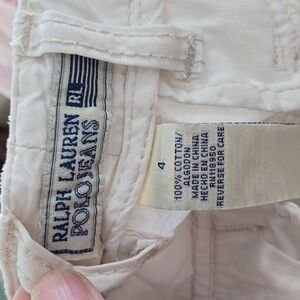 RALPH LAUREN RL
POLO JEANS
4
100% COTTON/
ALGODON
MADE IN CHINA
HECHO EN CHINA
REVERSE FOR CARE